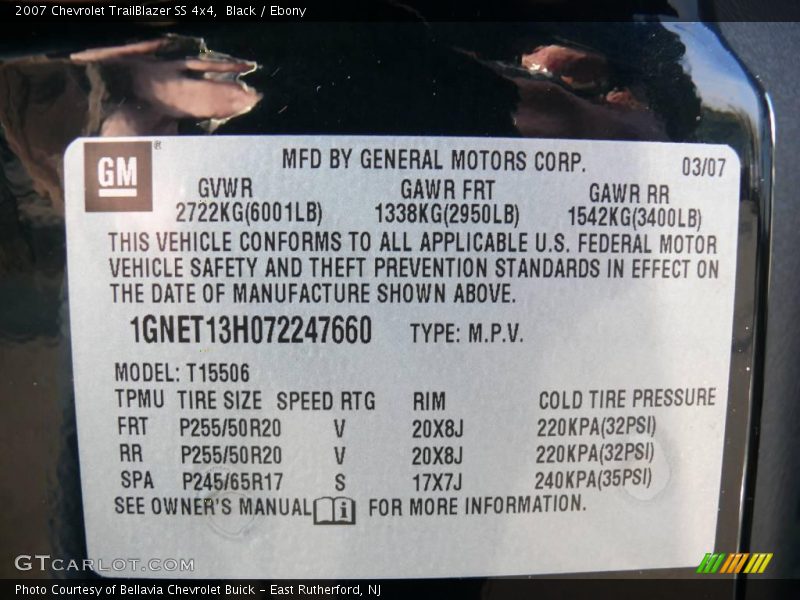 2007 Chevrolet TrailBlazer SS 4x4, Black / Ebony
GM ®
MFD BY GENERAL MOTORS CORP. 03/07
GVWR GAWR FRT GAWR RR
2722KG(6001LB) 1338KG(2950LB) 1542KG(3400LB)
THIS VEHICLE CONFORMS TO ALL APPLICABLE U.S. FEDERAL MOTOR
VEHICLE SAFETY AND THEFT PREVENTION STANDARDS IN EFFECT ON
THE DATE OF MANUFACTURE SHOWN ABOVE.
1GNET13H072247660 TYPE: M.P.V.
MODEL: T15506
TPMU TIRE SIZE SPEED RTG RIM COLD TIRE PRESSURE
FRT P255/50R20 V 20X8J 220KPA(32PSI)
RR P255/50R20 V 20X8J 220KPA(32PSI)
SPA P245/65R17 S 17X7J 240KPA(35PSI)
SEE OWNER'S MANUAL i FOR MORE INFORMATION.
GTCARLOT.COM
Photo Courtesy of Bellavia Chevrolet Buick - East Rutherford, NJ